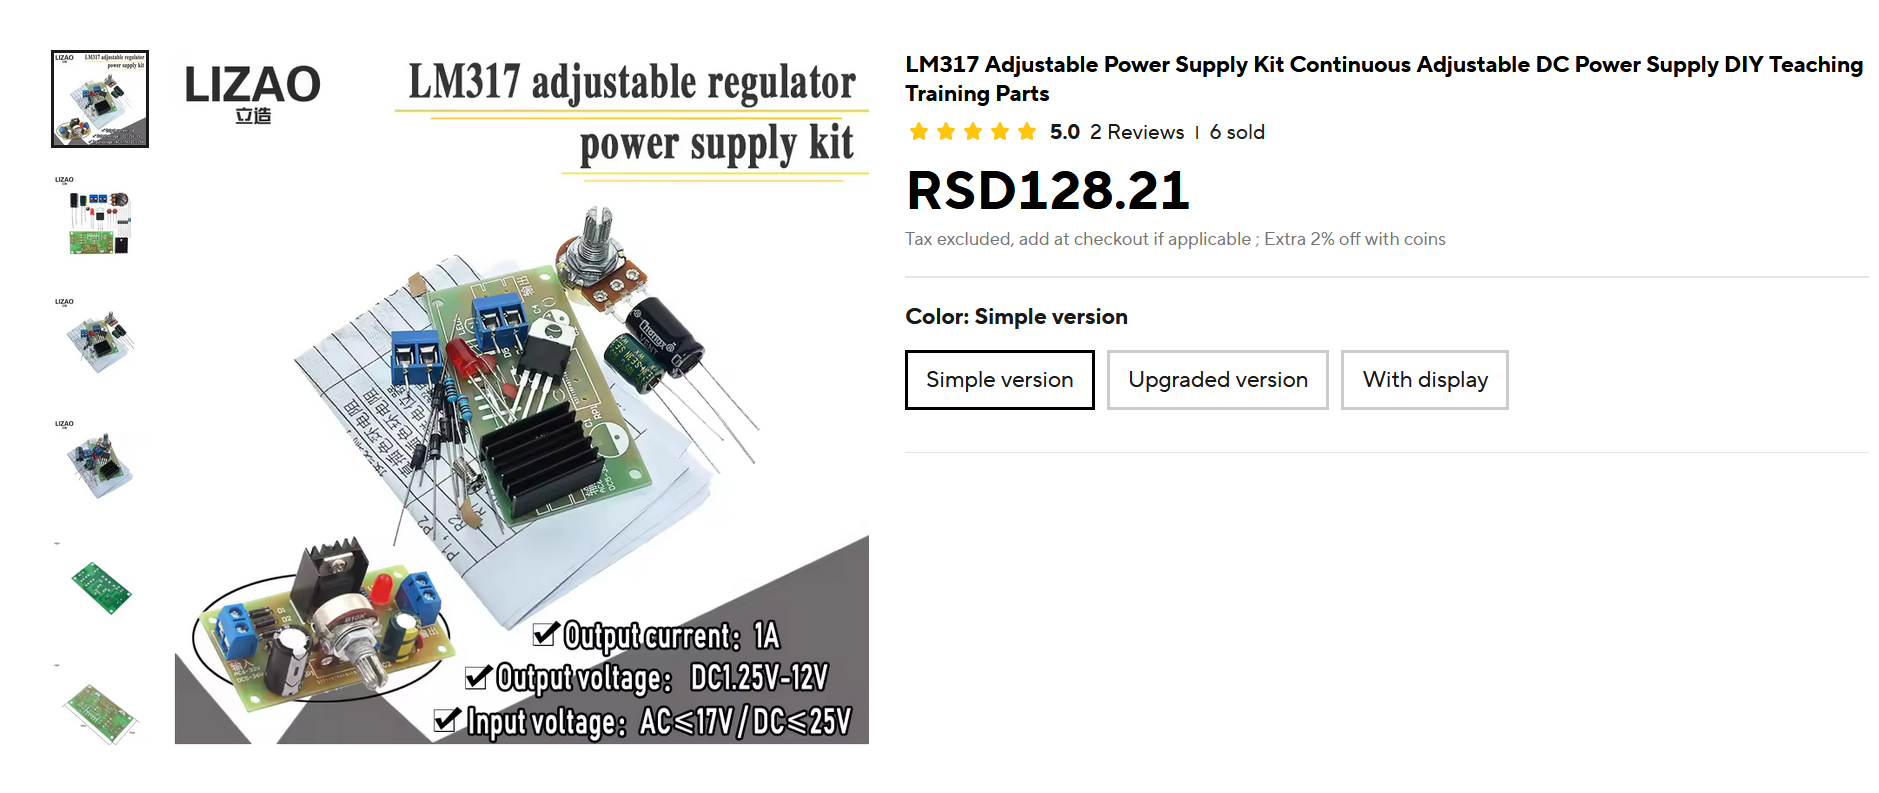 LIZAO
立造
LM317 adjustable regulator
power supply kit
Output current: 1A
Output voltage: DC1.25V-12V
Input voltage: AC≤17V / DC≤25V
LM317 Adjustable Power Supply Kit Continuous Adjustable DC Power Supply DIY Teaching
Training Parts
5.0 2 Reviews | 6 sold
RSD128.21
Tax excluded, add at checkout if applicable ; Extra 2% off with coins
Color: Simple version
Simple version
Upgraded version
With display